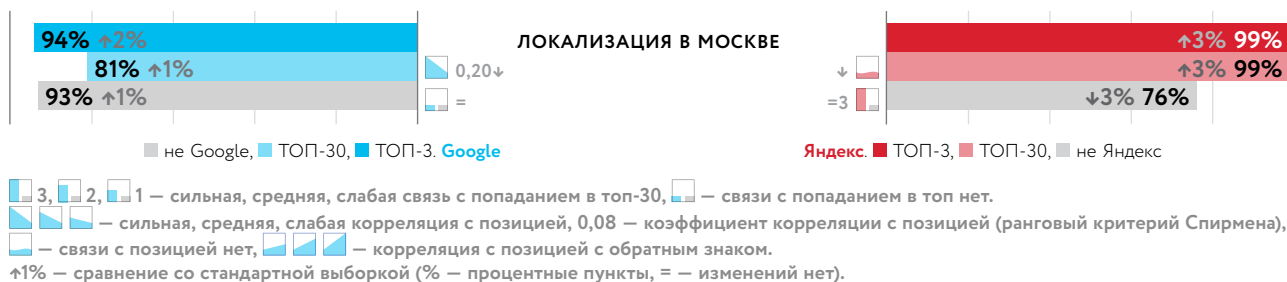 94% ↑2%
81% ↑1%
93% ↑1%
0,20↓
=
ЛОКАЛИЗАЦИЯ В МОСКВЕ
↑3% 99%
↓
↑3% 99%
=3
↓3% 76%
не Google, ТОП-30, ТОП-3. Google
Яндекс. ТОП-3, ТОП-30, не Яндекс
3, 2, 1 — сильная, средняя, слабая связь с попаданием в топ-30, — связи с попаданием в топ нет.
— сильная, средняя, слабая корреляция с позицией, 0,08 — коэффициент корреляции с позицией (ранговый критерий Спирмена),
— связи с позицией нет, — корреляция с позицией с обратным знаком.
↑1% — сравнение со стандартной выборкой (% — процентные пункты, = — изменений нет).